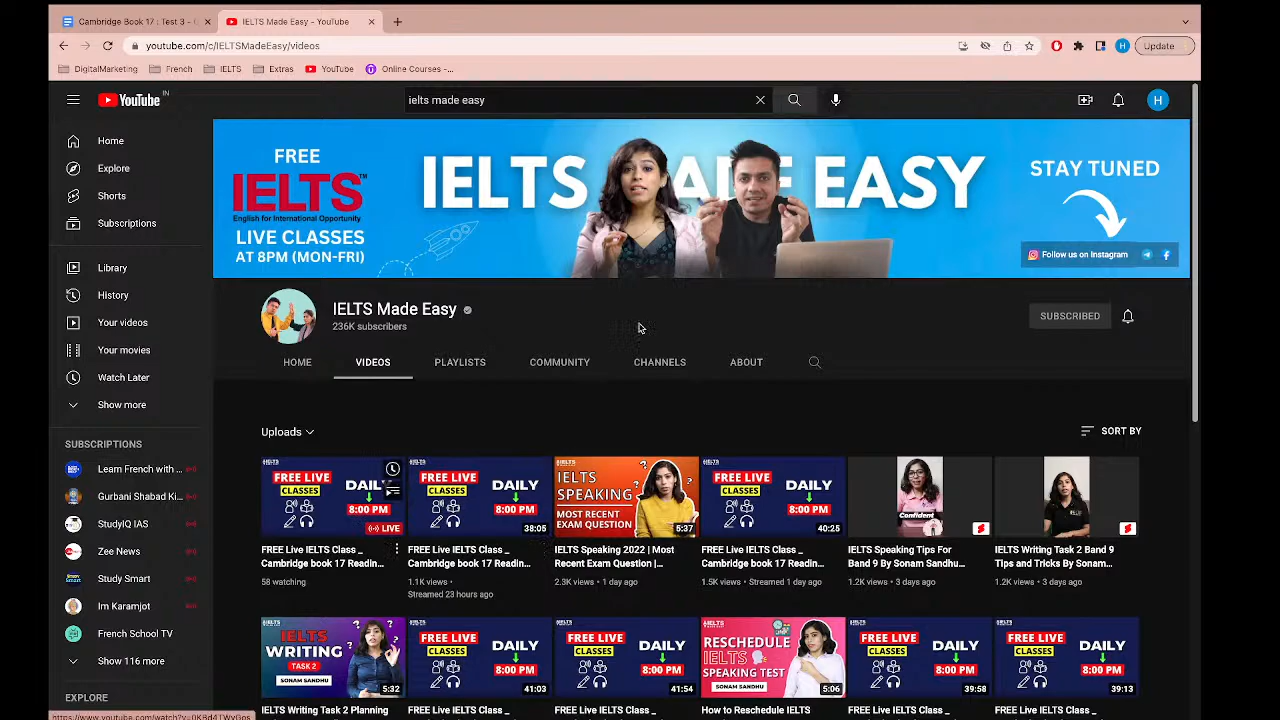 Cambridge Book 17 : Test 3 -
IELTS Made Easy - YouTube
youtube.com/c/IELTSMadeEasy/videos
Update
DigitalMarketing
French
IELTS
Extras
YouTube
Online Courses -...
YouTube
IN
ielts made easy
H
Home
Explore
Shorts
Subscriptions
Library
History
Your videos
Your movies
Watch Later
Show more
SUBSCRIPTIONS
Learn French with ...
Gurbani Shabad Ki...
StudyIQ IAS
Zee News
Study Smart
Im Karamjot
French School TV
Show 116 more
EXPLORE
FREE
IELTS™
English for International Opportunity
LIVE CLASSES
AT 8PM (MON-FRI)
IELTS MADE EASY
STAY TUNED
Follow us on Instagram
IELTS Made Easy
236K subscribers
SUBSCRIBED
HOME
VIDEOS
PLAYLISTS
COMMUNITY
CHANNELS
ABOUT
Uploads
SORT BY
FREE LIVE
CLASSES
DAILY
8:00 PM
LIVE
FREE Live IELTS Class _
Cambridge book 17 Readin...
58 watching
FREE LIVE
CLASSES
DAILY
8:00 PM
38:05
FREE Live IELTS Class _
Cambridge book 17 Readin...
1.1K views •
Streamed 23 hours ago
IELTS
SPEAKING
MOST RECENT
EXAM QUESTION
5:37
IELTS Speaking 2022 | Most
Recent Exam Question |...
2.3K views • 1 day ago
FREE LIVE
CLASSES
DAILY
8:00 PM
40:25
FREE Live IELTS Class _
Cambridge book 17 Readin...
1.5K views • Streamed 1 day ago
Confident
IELTS Speaking Tips For
Band 9 By Sonam Sandhu...
1.2K views • 3 days ago
IELTS Writing Task 2 Band 9
Tips and Tricks By Sonam...
1.2K views • 3 days ago
IELTS
WRITING
TASK 2
SONAM SANDHU
5:32
IELTS Writing Task 2 Planning
FREE LIVE
CLASSES
DAILY
8:00 PM
41:03
FREE Live IELTS Class _
FREE LIVE
CLASSES
DAILY
8:00 PM
41:54
FREE Live IELTS Class _
RESCHEDULE
IELTS
SPEAKING TEST
SONAM SANDHU
5:06
How to Reschedule IELTS
FREE LIVE
CLASSES
DAILY
8:00 PM
39:58
FREE Live IELTS Class _
FREE LIVE
CLASSES
DAILY
8:00 PM
39:13
FREE Live IELTS Class _